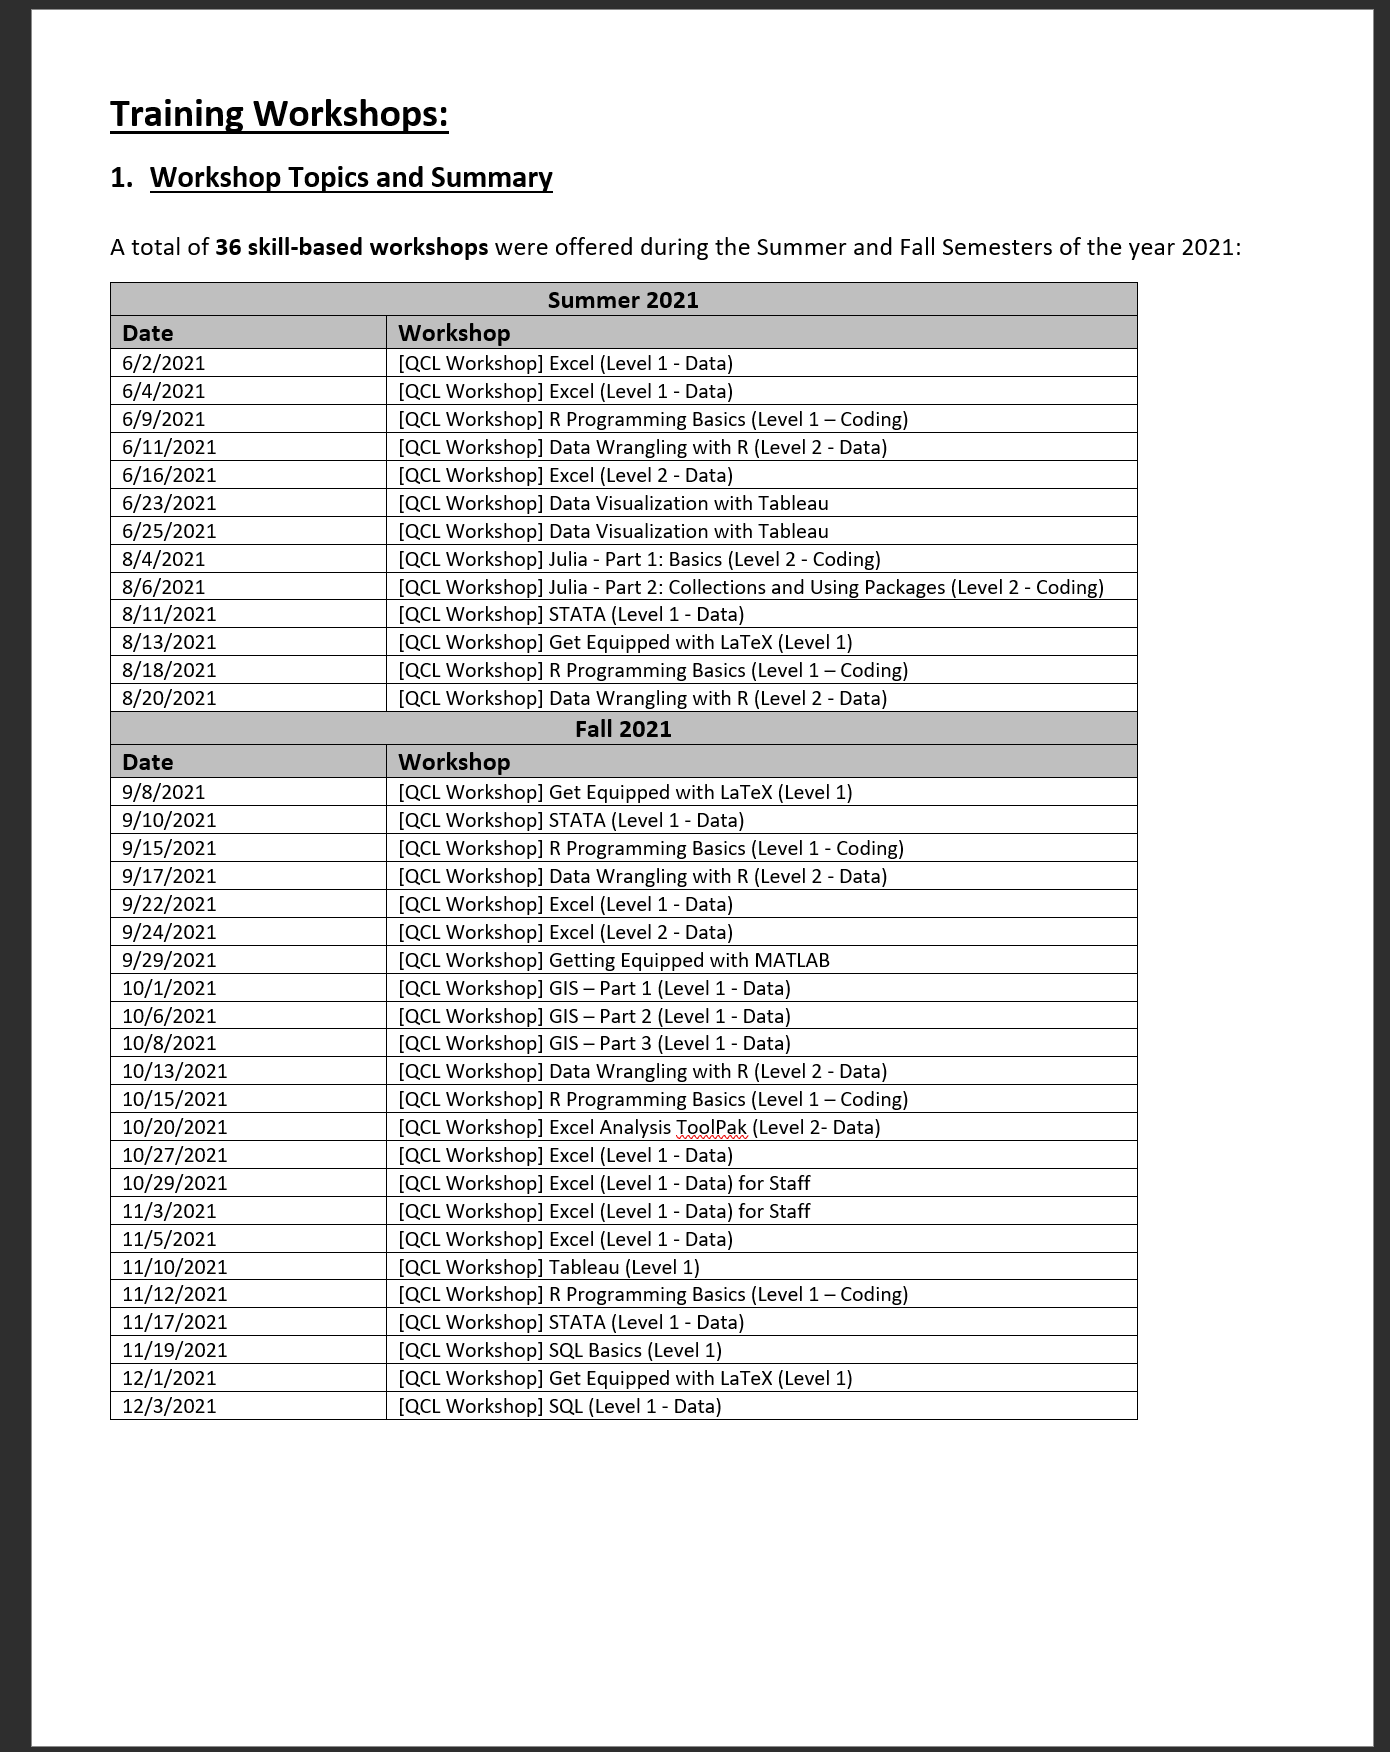 Training Workshops:
1. Workshop Topics and Summary
A total of 36 skill-based workshops were offered during the Summer and Fall Semesters of the year 2021:
Summer 2021
Date Workshop
6/2/2021 [QCL Workshop] Excel (Level 1 - Data)
6/4/2021 [QCL Workshop] Excel (Level 1 - Data)
6/9/2021 [QCL Workshop] R Programming Basics (Level 1 – Coding)
6/11/2021 [QCL Workshop] Data Wrangling with R (Level 2 - Data)
6/16/2021 [QCL Workshop] Excel (Level 2 - Data)
6/23/2021 [QCL Workshop] Data Visualization with Tableau
6/25/2021 [QCL Workshop] Data Visualization with Tableau
8/4/2021 [QCL Workshop] Julia - Part 1: Basics (Level 2 - Coding)
8/6/2021 [QCL Workshop] Julia - Part 2: Collections and Using Packages (Level 2 - Coding)
8/11/2021 [QCL Workshop] STATA (Level 1 - Data)
8/13/2021 [QCL Workshop] Get Equipped with LaTeX (Level 1)
8/18/2021 [QCL Workshop] R Programming Basics (Level 1 – Coding)
8/20/2021 [QCL Workshop] Data Wrangling with R (Level 2 - Data)
Fall 2021
Date Workshop
9/8/2021 [QCL Workshop] Get Equipped with LaTeX (Level 1)
9/10/2021 [QCL Workshop] STATA (Level 1 - Data)
9/15/2021 [QCL Workshop] R Programming Basics (Level 1 - Coding)
9/17/2021 [QCL Workshop] Data Wrangling with R (Level 2 - Data)
9/22/2021 [QCL Workshop] Excel (Level 1 - Data)
9/24/2021 [QCL Workshop] Excel (Level 2 - Data)
9/29/2021 [QCL Workshop] Getting Equipped with MATLAB
10/1/2021 [QCL Workshop] GIS – Part 1 (Level 1 - Data)
10/6/2021 [QCL Workshop] GIS – Part 2 (Level 1 - Data)
10/8/2021 [QCL Workshop] GIS – Part 3 (Level 1 - Data)
10/13/2021 [QCL Workshop] Data Wrangling with R (Level 2 - Data)
10/15/2021 [QCL Workshop] R Programming Basics (Level 1 – Coding)
10/20/2021 [QCL Workshop] Excel Analysis ToolPak (Level 2- Data)
10/27/2021 [QCL Workshop] Excel (Level 1 - Data)
10/29/2021 [QCL Workshop] Excel (Level 1 - Data) for Staff
11/3/2021 [QCL Workshop] Excel (Level 1 - Data) for Staff
11/5/2021 [QCL Workshop] Excel (Level 1 - Data)
11/10/2021 [QCL Workshop] Tableau (Level 1)
11/12/2021 [QCL Workshop] R Programming Basics (Level 1 – Coding)
11/17/2021 [QCL Workshop] STATA (Level 1 - Data)
11/19/2021 [QCL Workshop] SQL Basics (Level 1)
12/1/2021 [QCL Workshop] Get Equipped with LaTeX (Level 1)
12/3/2021 [QCL Workshop] SQL (Level 1 - Data)